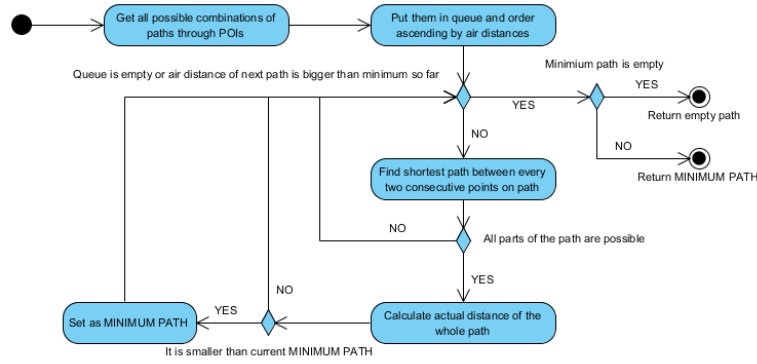 Get all possible combinations of
paths through POIs
Put them in queue and order
ascending by air distances
Queue is empty or air distance of next path is bigger than minimum so far
Minimium path is empty
YES
YES
Return empty path
NO
NO
Return MINIMUM PATH
Find shortest path between every
two consecutive points on path
NO
All parts of the path are possible
YES
NO
YES
Set as MINIMUM PATH
Calculate actual distance of the
whole path
It is smaller than current MINIMUM PATH